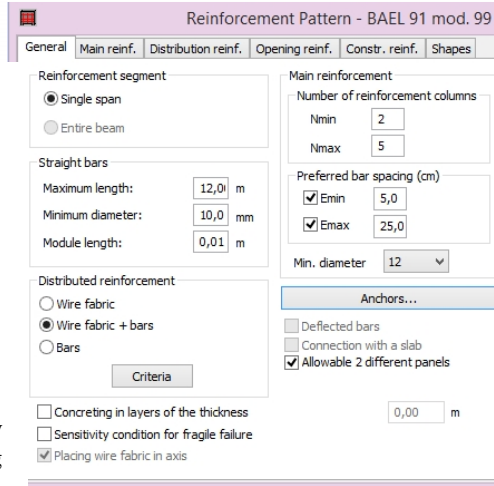 Reinforcement Pattern - BAEL 91 mod. 99
General Main reinf. Distribution reinf. Opening reinf. Constr. reinf. Shapes
Reinforcement segment
Single span
Entire beam
Straight bars
Maximum length: 12,0 m
Minimum diameter: 10,0 mm
Module length: 0,01 m
Distributed reinforcement
Wire fabric
Wire fabric + bars
Bars
Criteria
Concreting in layers of the thickness 0,00 m
Sensitivity condition for fragile failure
Placing wire fabric in axis
Main reinforcement
Number of reinforcement columns
Nmin 2
Nmax 5
Preferred bar spacing (cm)
Emin 5,0
Emax 25,0
Min. diameter 12
Anchors...
Deflected bars
Connection with a slab
Allowable 2 different panels